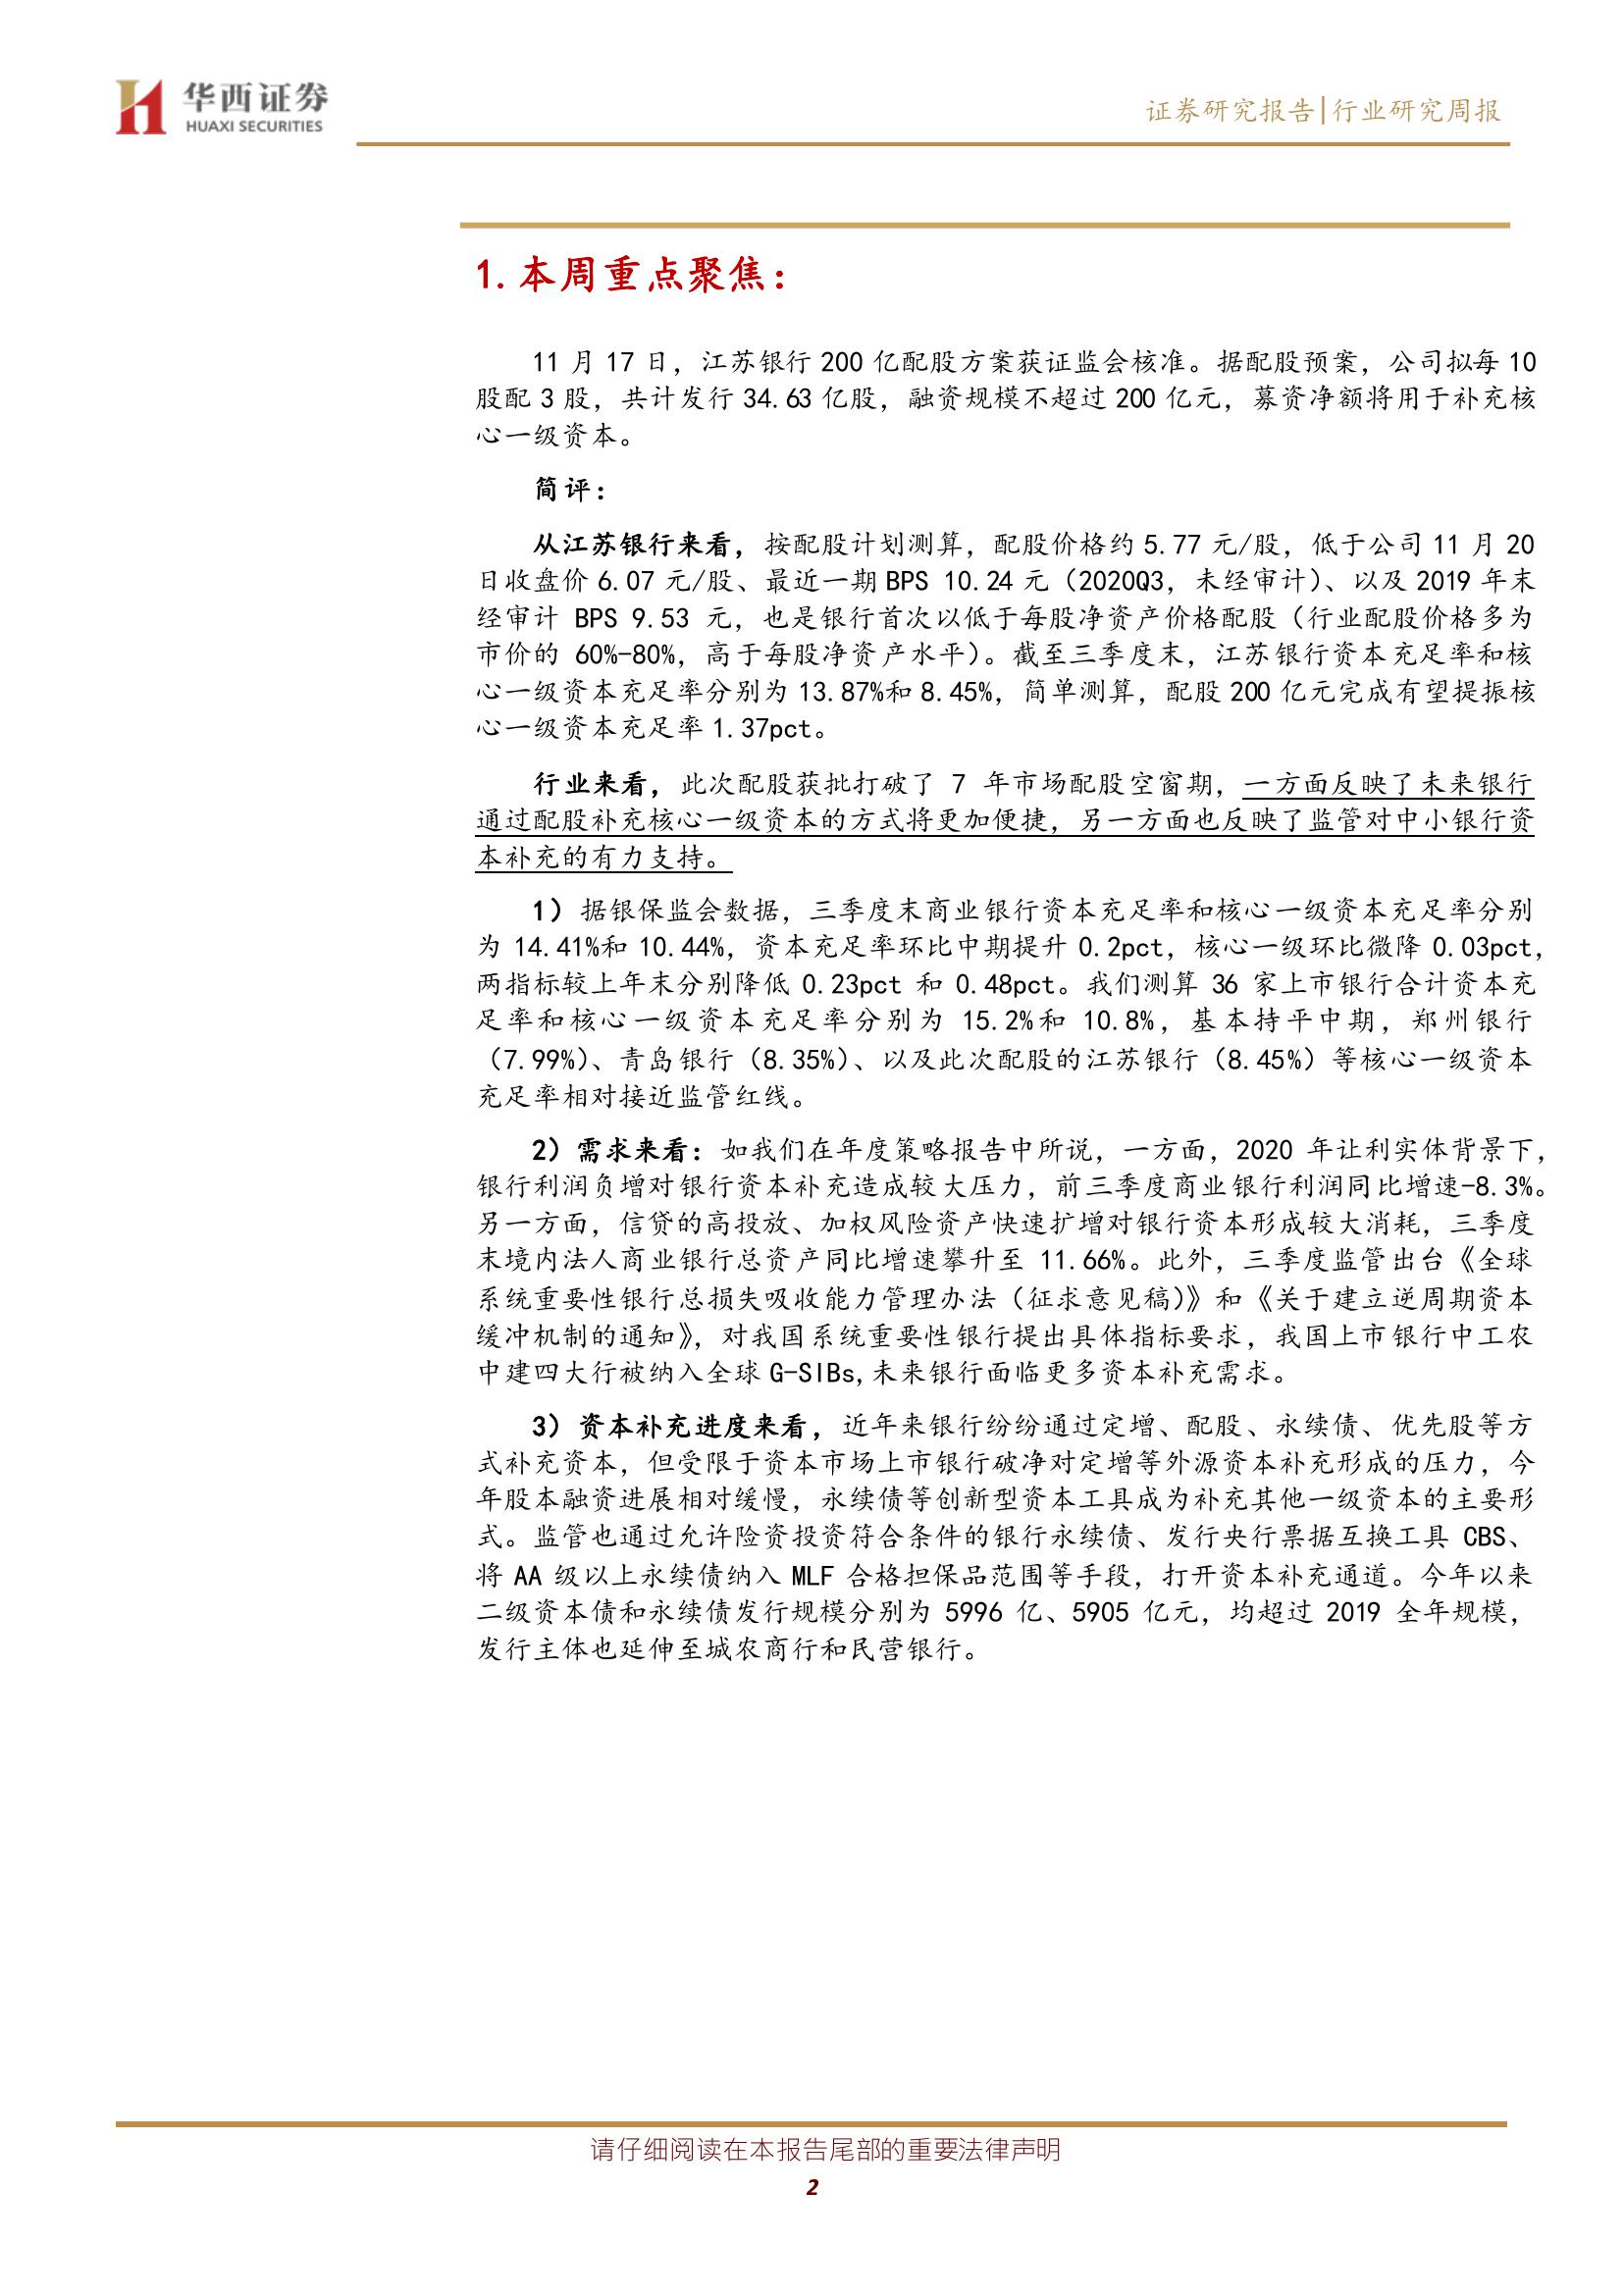 华西证券
HUAXI SECURITIES
证券研究报告|行业研究周报
1.本周重点聚焦：
11 月 17 日，江苏银行 200 亿配股方案获证监会核准。据配股预案，公司拟每 10
股配 3 股，共计发行 34.63 亿股，融资规模不超过 200 亿元，募资净额将用于补充核
心一级资本。
简评：
从江苏银行来看，按配股计划测算，配股价格约 5.77 元/股，低于公司 11 月 20
日收盘价 6.07 元/股、最近一期 BPS 10.24 元（2020Q3，未经审计）、以及 2019 年末
经审计 BPS 9.53 元，也是银行首次以低于每股净资产价格配股（行业配股价格多为
市价的 60%-80%，高于每股净资产水平）。截至三季度末，江苏银行资本充足率和核
心一级资本充足率分别为 13.87%和 8.45%，简单测算，配股 200 亿元完成有望提振核
心一级资本充足率 1.37pct。
行业来看，此次配股获批打破了 7 年市场配股空窗期，一方面反映了未来银行
通过配股补充核心一级资本的方式将更加便捷，另一方面也反映了监管对中小银行资
本补充的有力支持。
1）据银保监会数据，三季度末商业银行资本充足率和核心一级资本充足率分别
为 14.41%和 10.44%，资本充足率环比中期提升 0.2pct，核心一级环比微降 0.03pct，
两指标较上年末分别降低 0.23pct 和 0.48pct。我们测算 36 家上市银行合计资本充
足率和核心一级资本充足率分别为 15.2%和 10.8%，基本持平中期，郑州银行
（7.99%）、青岛银行（8.35%）、以及此次配股的江苏银行（8.45%）等核心一级资本
充足率相对接近监管红线。
2）需求来看：如我们在年度策略报告中所说，一方面，2020 年让利实体背景下，
银行利润负增对银行资本补充造成较大压力，前三季度商业银行利润同比增速-8.3%。
另一方面，信贷的高投放、加权风险资产快速扩增对银行资本形成较大消耗，三季度
末境内法人商业银行总资产同比增速攀升至 11.66%。此外，三季度监管出台《全球
系统重要性银行总损失吸收能力管理办法（征求意见稿）》和《关于建立逆周期资本
缓冲机制的通知》，对我国系统重要性银行提出具体指标要求，我国上市银行中工农
中建四大行被纳入全球 G-SIBs,未来银行面临更多资本补充需求。
3）资本补充进度来看，近年来银行纷纷通过定增、配股、永续债、优先股等方
式补充资本，但受限于资本市场上市银行破净对定增等外源资本补充形成的压力，今
年股本融资进展相对缓慢，永续债等创新型资本工具成为补充其他一级资本的主要形
式。监管也通过允许险资投资符合条件的银行永续债、发行央行票据互换工具 CBS、
将 AA 级以上永续债纳入 MLF 合格担保品范围等手段，打开资本补充通道。今年以来
二级资本债和永续债发行规模分别为 5996 亿、5905 亿元，均超过 2019 全年规模，
发行主体也延伸至城农商行和民营银行。
请仔细阅读在本报告尾部的重要法律声明
2